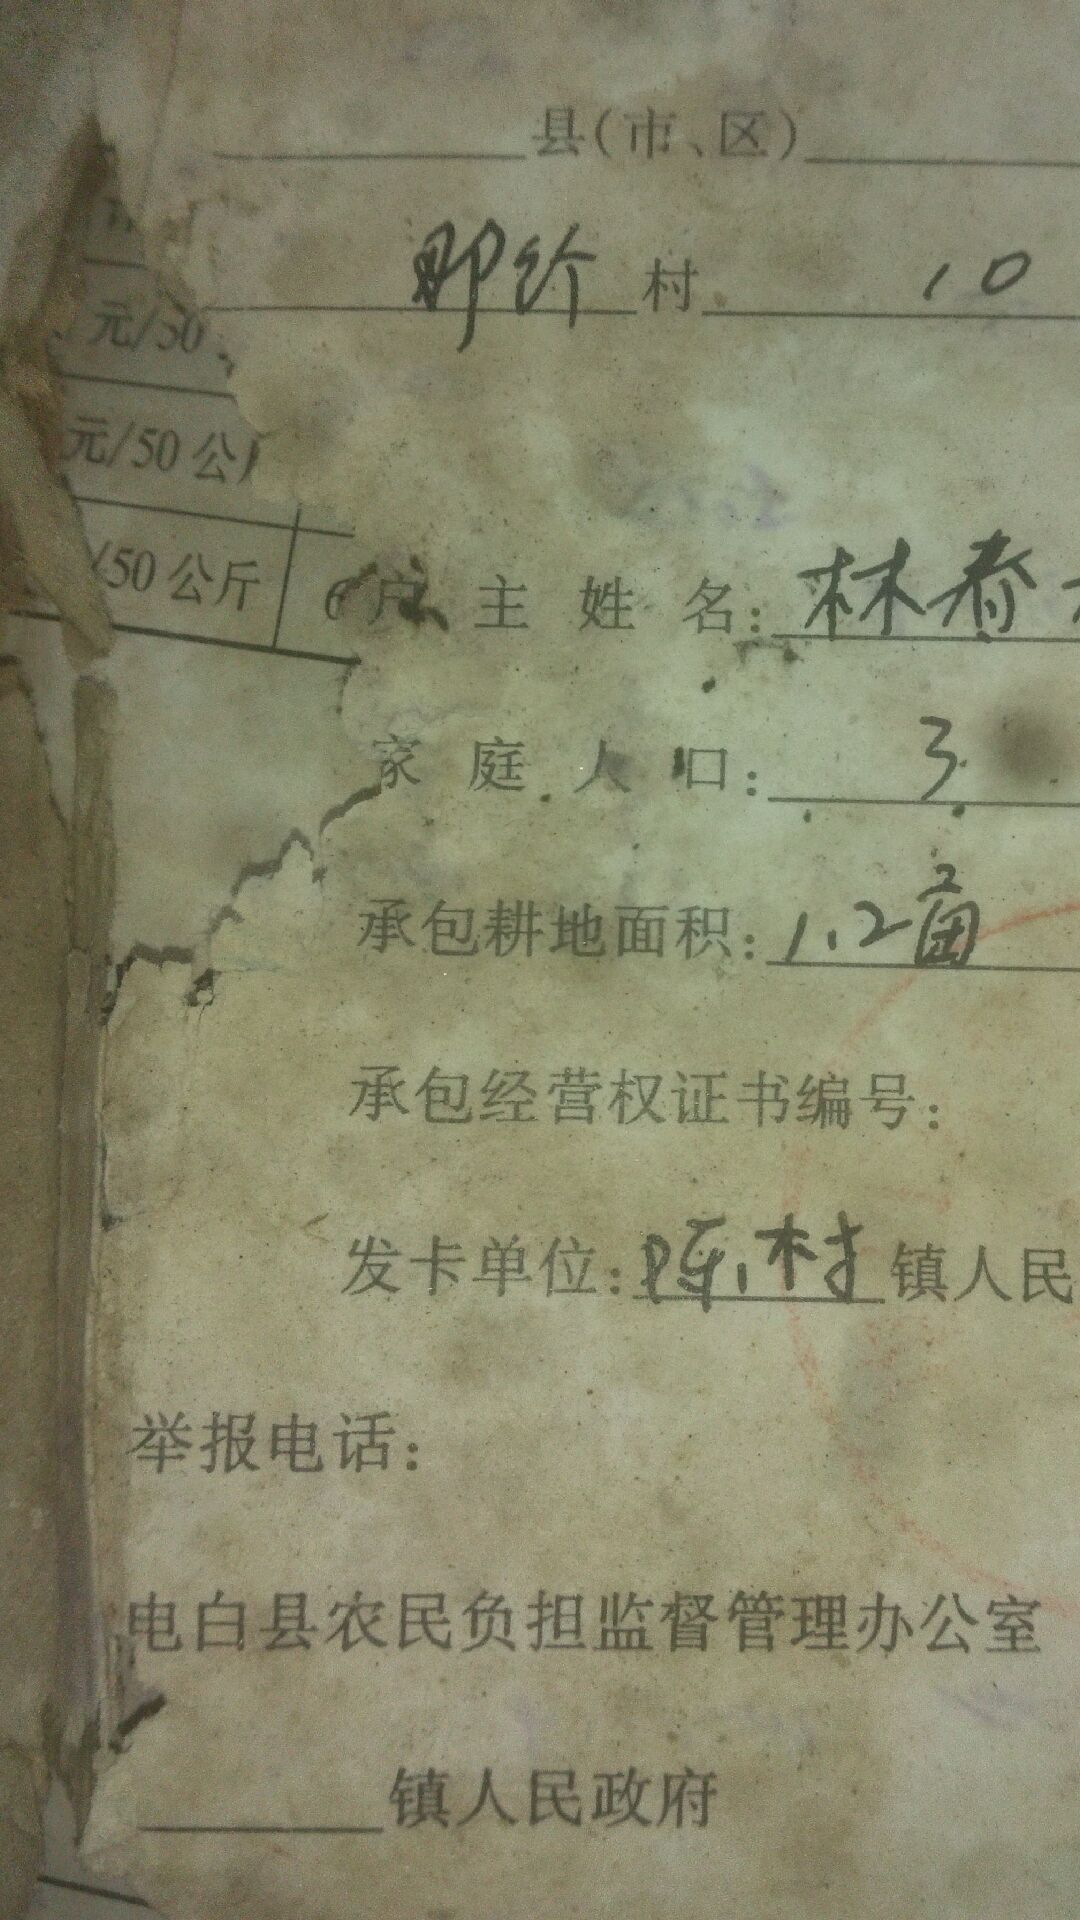 县(市、区)
那 村 10
元/50
元/50公
/50公斤
户主姓名:林春
家庭人口:3
承包耕地面积:1.2亩
承包经营权证书编号:
发卡单位:陈村镇人民
举报电话:
电白县农民负担监督管理办公室
镇人民政府